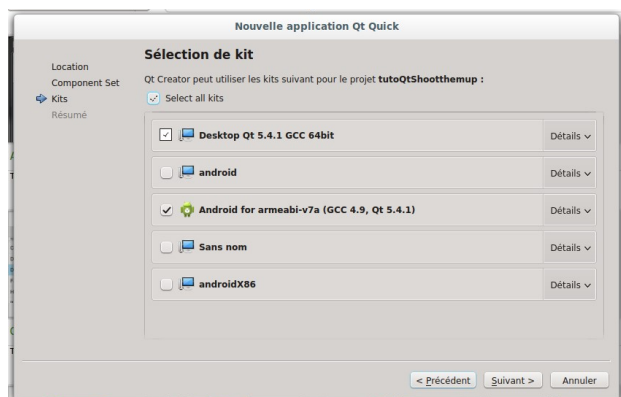 Nouvelle application Qt Quick
Location
Component Set
Kits
Résumé
Sélection de kit
Qt Creator peut utiliser les kits suivant pour le projet tutoQtShootthemup :
Select all kits
Desktop Qt 5.4.1 GCC 64bit
Détails
android
Détails
Android for armeabi-v7a (GCC 4.9, Qt 5.4.1)
Détails
Sans nom
Détails
androidX86
Détails
< Précédent
Suivant >
Annuler